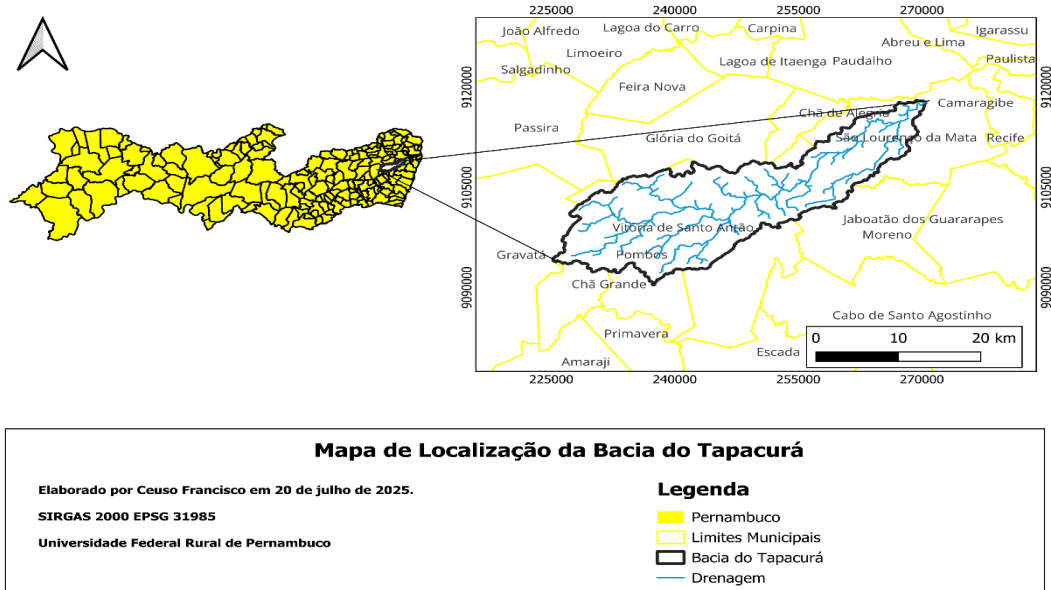 225000 240000 255000 270000
João Alfredo
Lagoa do Carro
Carpina
Igarassu
Limoeiro
Abreu e Lima
Salgadinho
Lagoa de Itaenga
Paudalho
Paulista
Feira Nova
9120000
9120000
Chã de Alegria
Camaragibe
Passira
Glória do Goitá
São Lourenço da Mata
Recife
9105000
9105000
Jaboatão dos Guararapes
Vitória de Santo Antão
Moreno
Gravatá
Pombos
9090000
9090000
Chã Grande
Cabo de Santo Agostinho
Primavera
0 10 20 km
Escada
Amaraji
225000 240000 255000 270000
Mapa de Localização da Bacia do Tapacurá
Elaborado por Ceuso Francisco em 20 de julho de 2025.
SIRGAS 2000 EPSG 31985
Universidade Federal Rural de Pernambuco
Legenda
Pernambuco
Limites Municipais
Bacia do Tapacurá
Drenagem